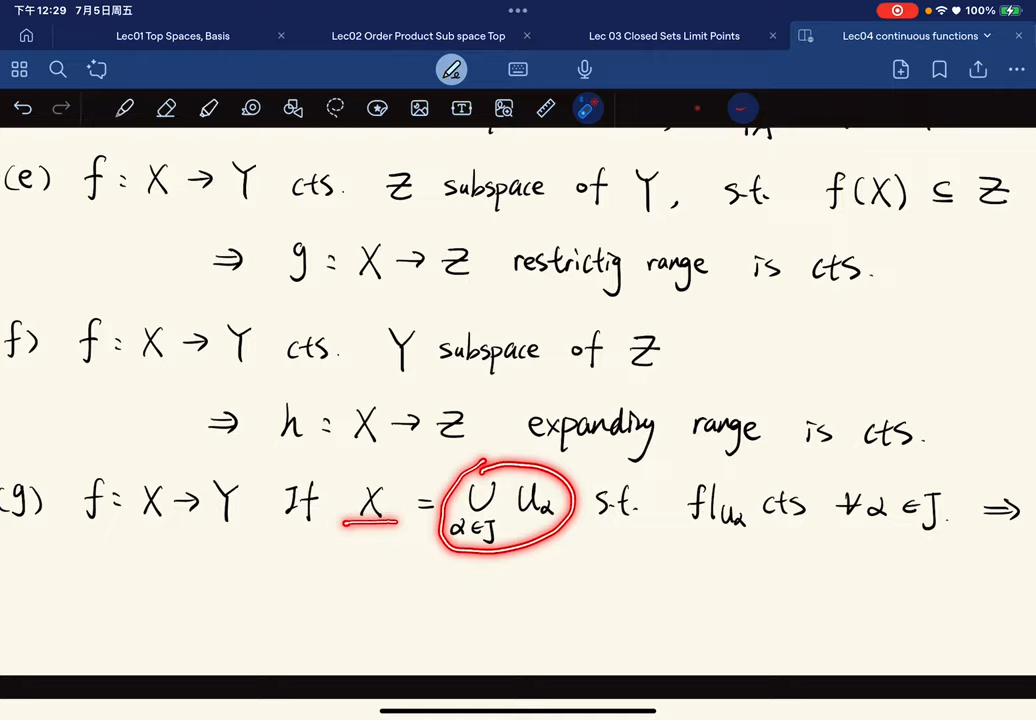 下午12:29 7月5日周五
100%
Lec01 Top Spaces, Basis
Lec02 Order Product Sub space Top
Lec 03 Closed Sets Limit Points
Lec04 continuous functions
(e) f : X → Y cts. Z subspace of Y, s.t. f(X) ⊆ Z
⇒ g : X → Z restrictig range is cts.
f) f : X → Y cts. Y subspace of Z
⇒ h : X → Z expanding range is cts.
(g) f : X → Y If X = ∪_{α∈J} U_α s.t. f|_{U_α} cts ∀α ∈ J. ⇒